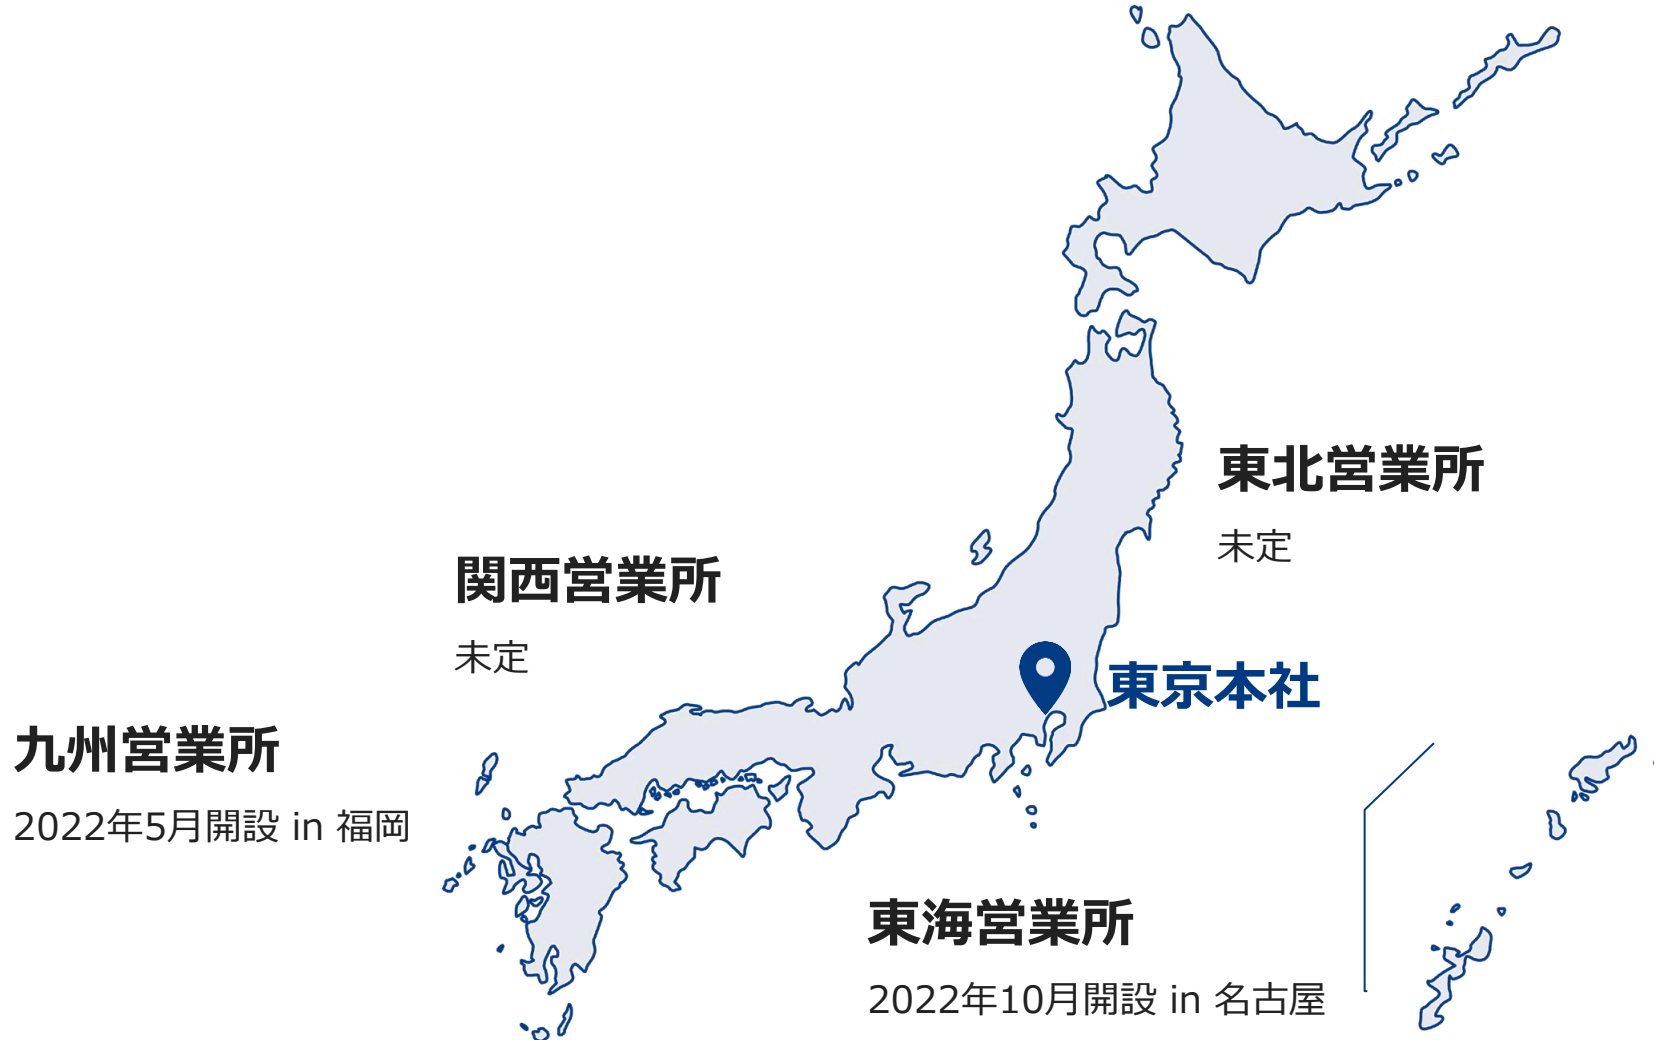 東北営業所
未定
関西営業所
未定
東京本社
九州営業所
2022年5月開設 in 福岡
東海営業所
2022年10月開設 in 名古屋